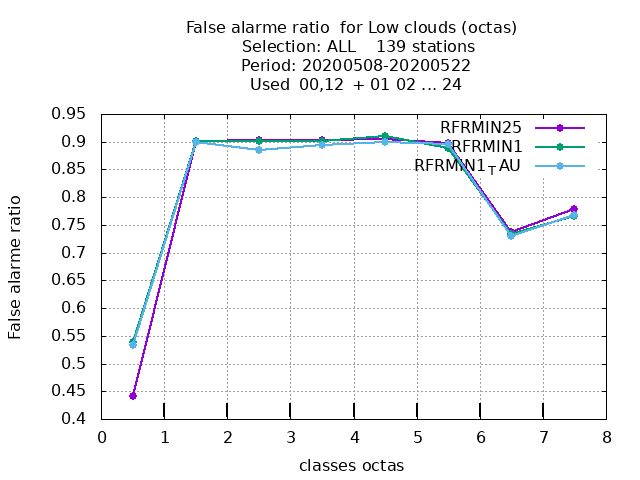 False alarme ratio  for Low clouds (octas)
Selection: ALL    139 stations
Period: 20200508-20200522
Used  00,12  + 01 02 ... 24
0.95
0.9
0.85
0.8
0.75
0.7
0.65
0.6
0.55
0.5
0.45
0.4
False alarme ratio
RFRMIN25
RFRMIN1
RFRMIN1TAU
0 1 2 3 4 5 6 7 8
classes octas